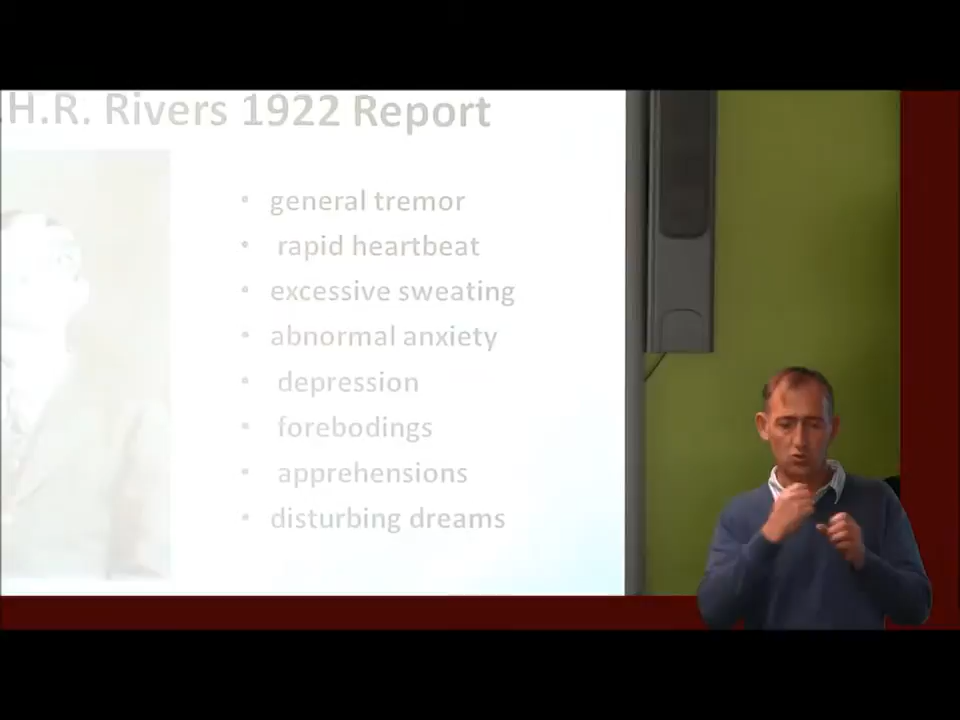 .H.R. Rivers 1922 Report
• general tremor
• rapid heartbeat
• excessive sweating
• abnormal anxiety
• depression
• forebodings
• apprehensions
• disturbing dreams